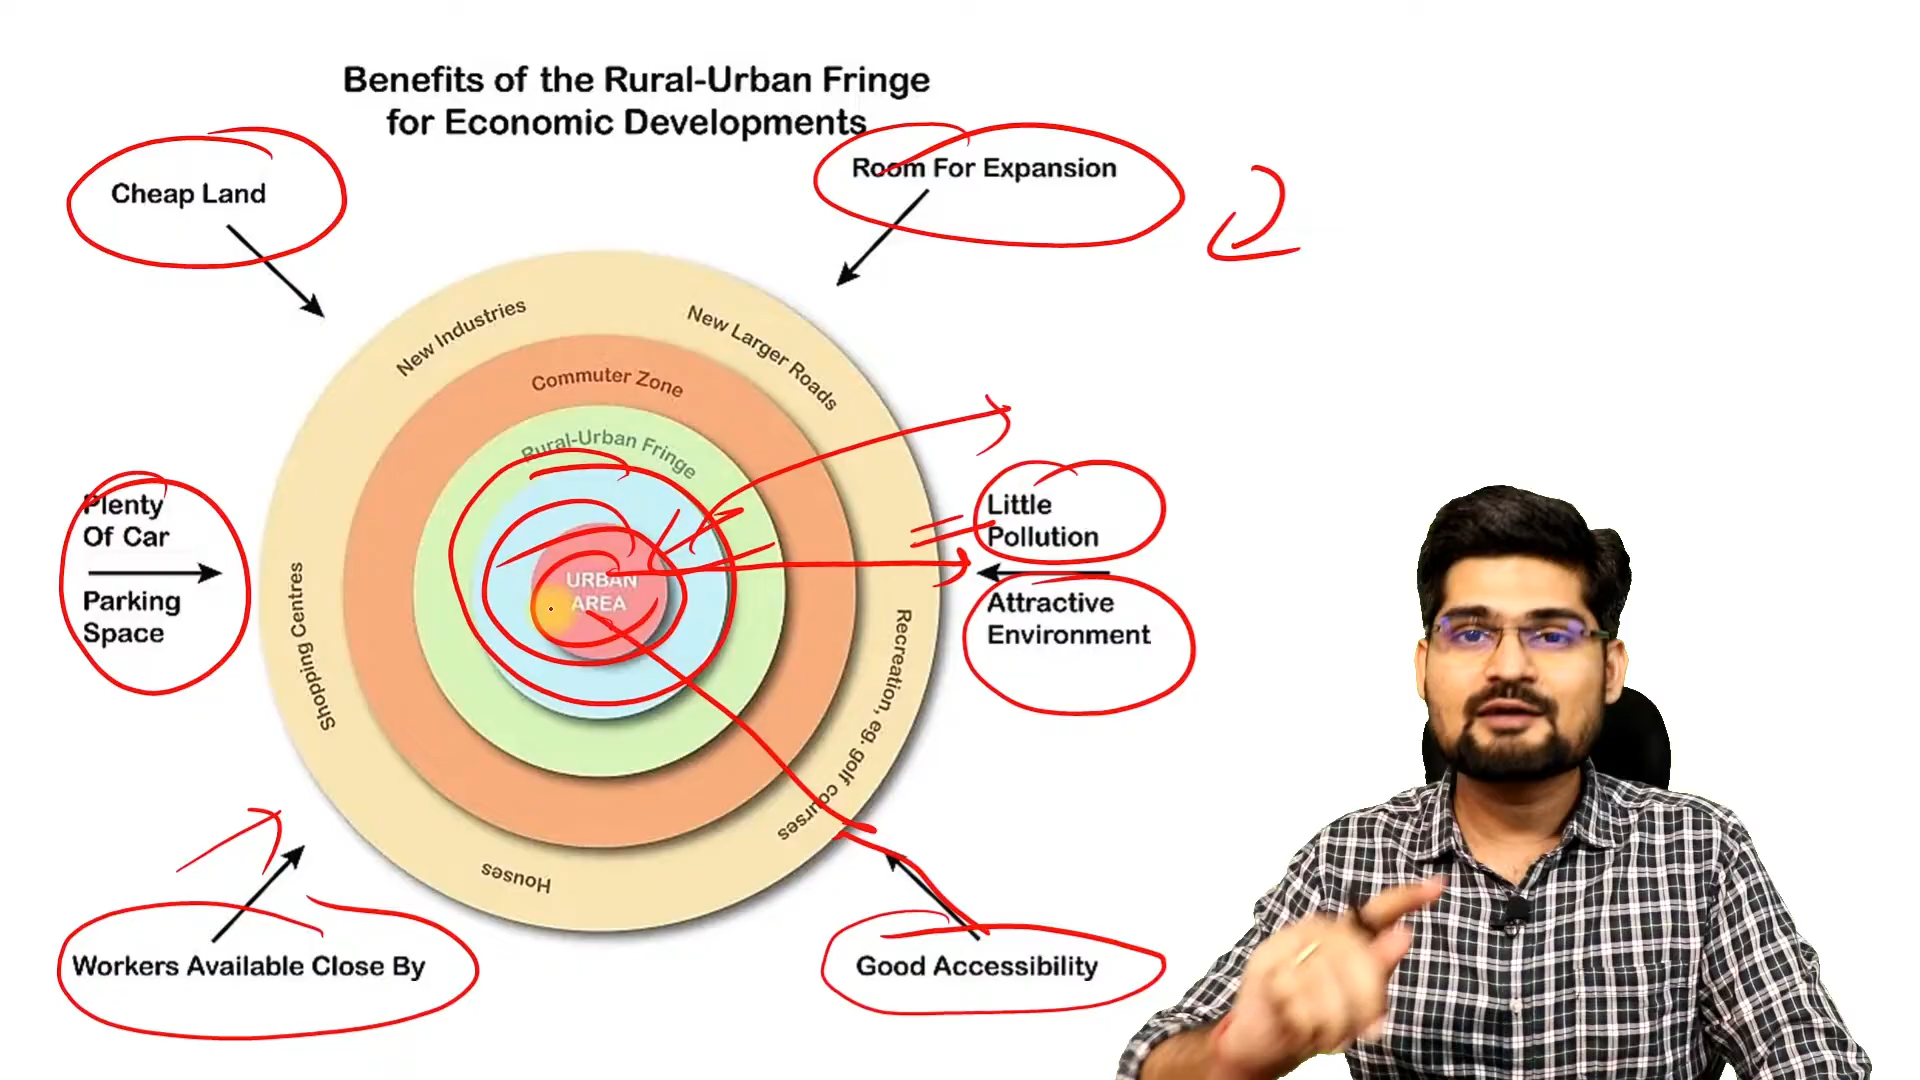 Benefits of the Rural-Urban Fringe
for Economic Developments
Cheap Land
Room For Expansion
2
New Industries
New Larger Roads
Commuter Zone
Rural-Urban Fringe
Plenty
Of Car
Parking
Space
URBAN
AREA
Little
Pollution
Attractive
Environment
Shopping Centres
Recreation, eg. golf courses
Houses
Workers Available Close By
Good Accessibility